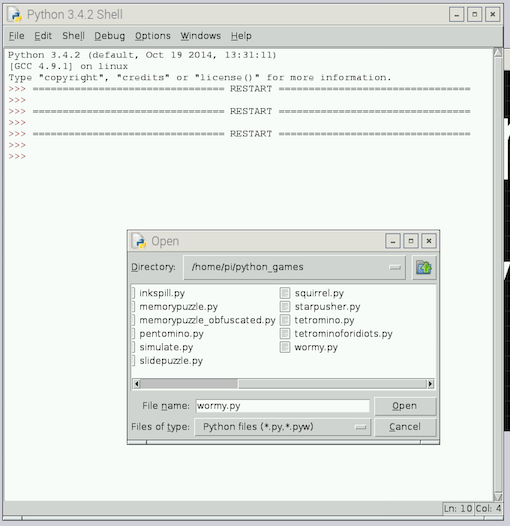 Python 3.4.2 Shell
File Edit Shell Debug Options Windows Help
Python 3.4.2 (default, Oct 19 2014, 13:31:11)
[GCC 4.9.1] on linux
Type "copyright", "credits" or "license()" for more information.
>>> ================================ RESTART ================================
>>>
>>> ================================ RESTART ================================
>>>
>>> ================================ RESTART ================================
>>>
>>>
Open
Directory: /home/pi/python_games
inkspill.py squirrel.py
memorypuzzle.py starpusher.py
memorypuzzle_obfuscated.py tetromino.py
pentomino.py tetrominoforidiots.py
simulate.py wormy.py
slidepuzzle.py
File name: wormy.py Open
Files of type: Python files (*.py,*.pyw) Cancel
Ln: 10 Col: 4